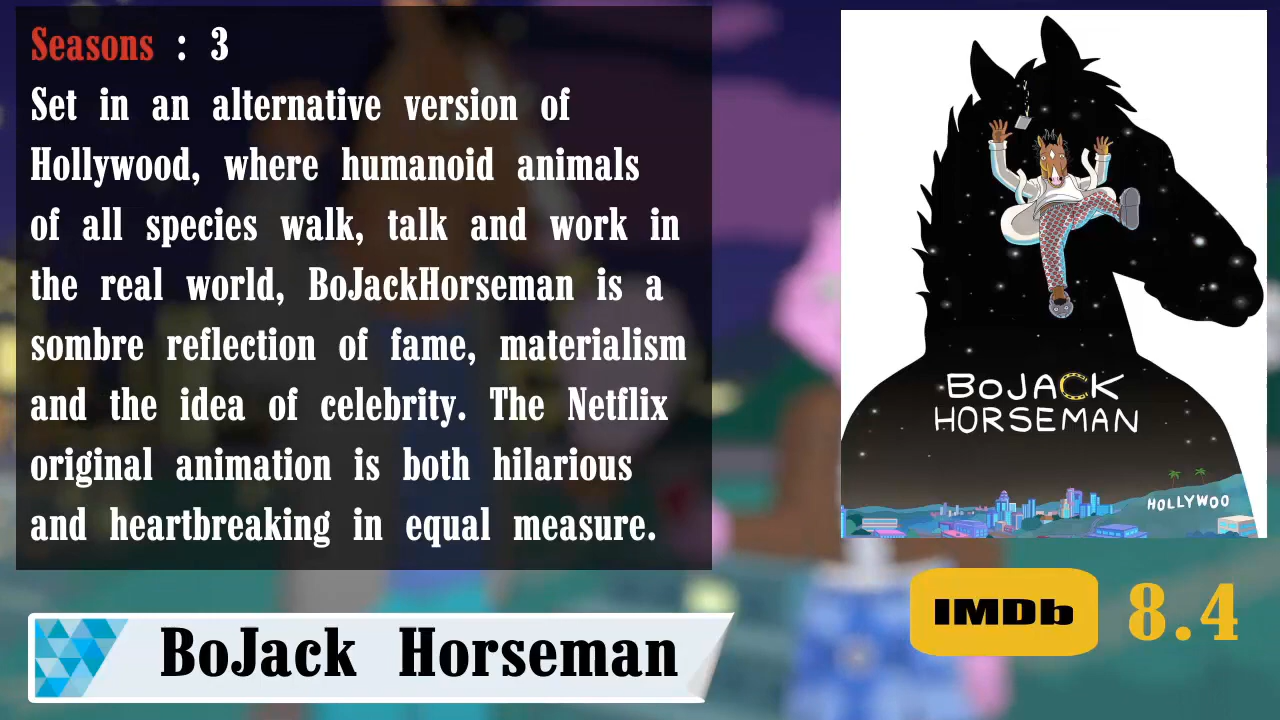 Seasons : 3
Set in an alternative version of
Hollywood, where humanoid animals
of all species walk, talk and work in
the real world, BoJackHorseman is a
sombre reflection of fame, materialism
and the idea of celebrity. The Netflix
original animation is both hilarious
and heartbreaking in equal measure.
BoJack Horseman
BOJACK
HORSEMAN
HOLLYWOO
IMDb 8.4